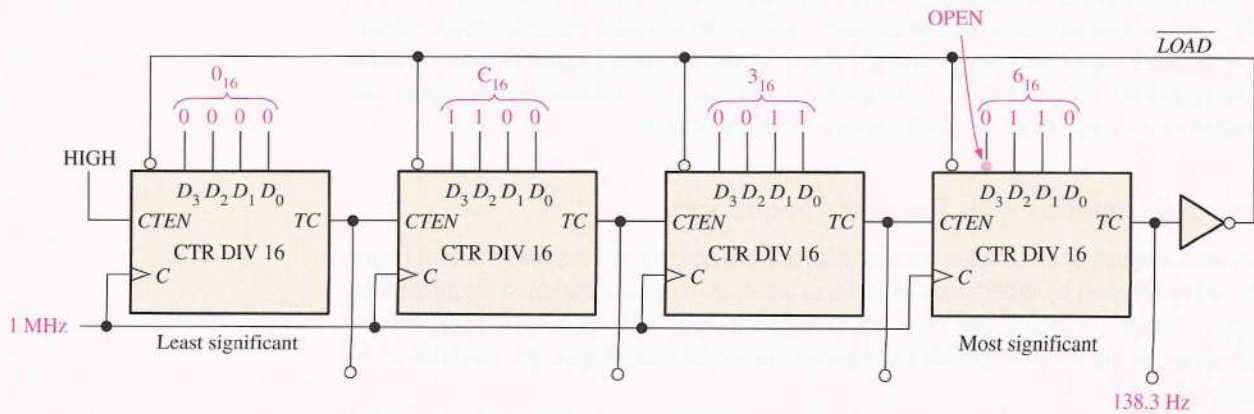 OPEN
LOAD
0₁₆
C₁₆
3₁₆
6₁₆
0 0 0 0
1 1 0 0
0 0 1 1
0 1 1 0
HIGH
D₃ D₂ D₁ D₀
D₃ D₂ D₁ D₀
D₃ D₂ D₁ D₀
D₃ D₂ D₁ D₀
CTEN TC
CTEN TC
CTEN TC
CTEN TC
CTR DIV 16
CTR DIV 16
CTR DIV 16
CTR DIV 16
C
C
C
C
1 MHz
Least significant
Most significant
138.3 Hz